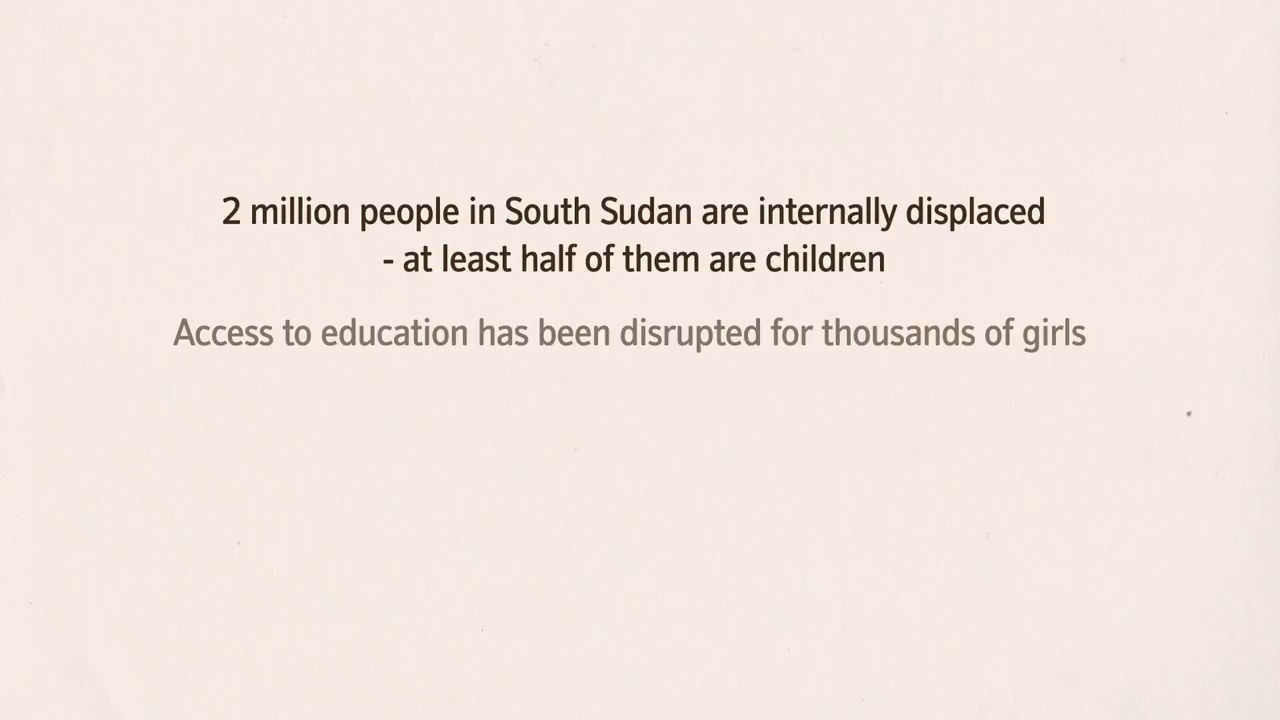 2 million people in South Sudan are internally displaced
- at least half of them are children
Access to education has been disrupted for thousands of girls